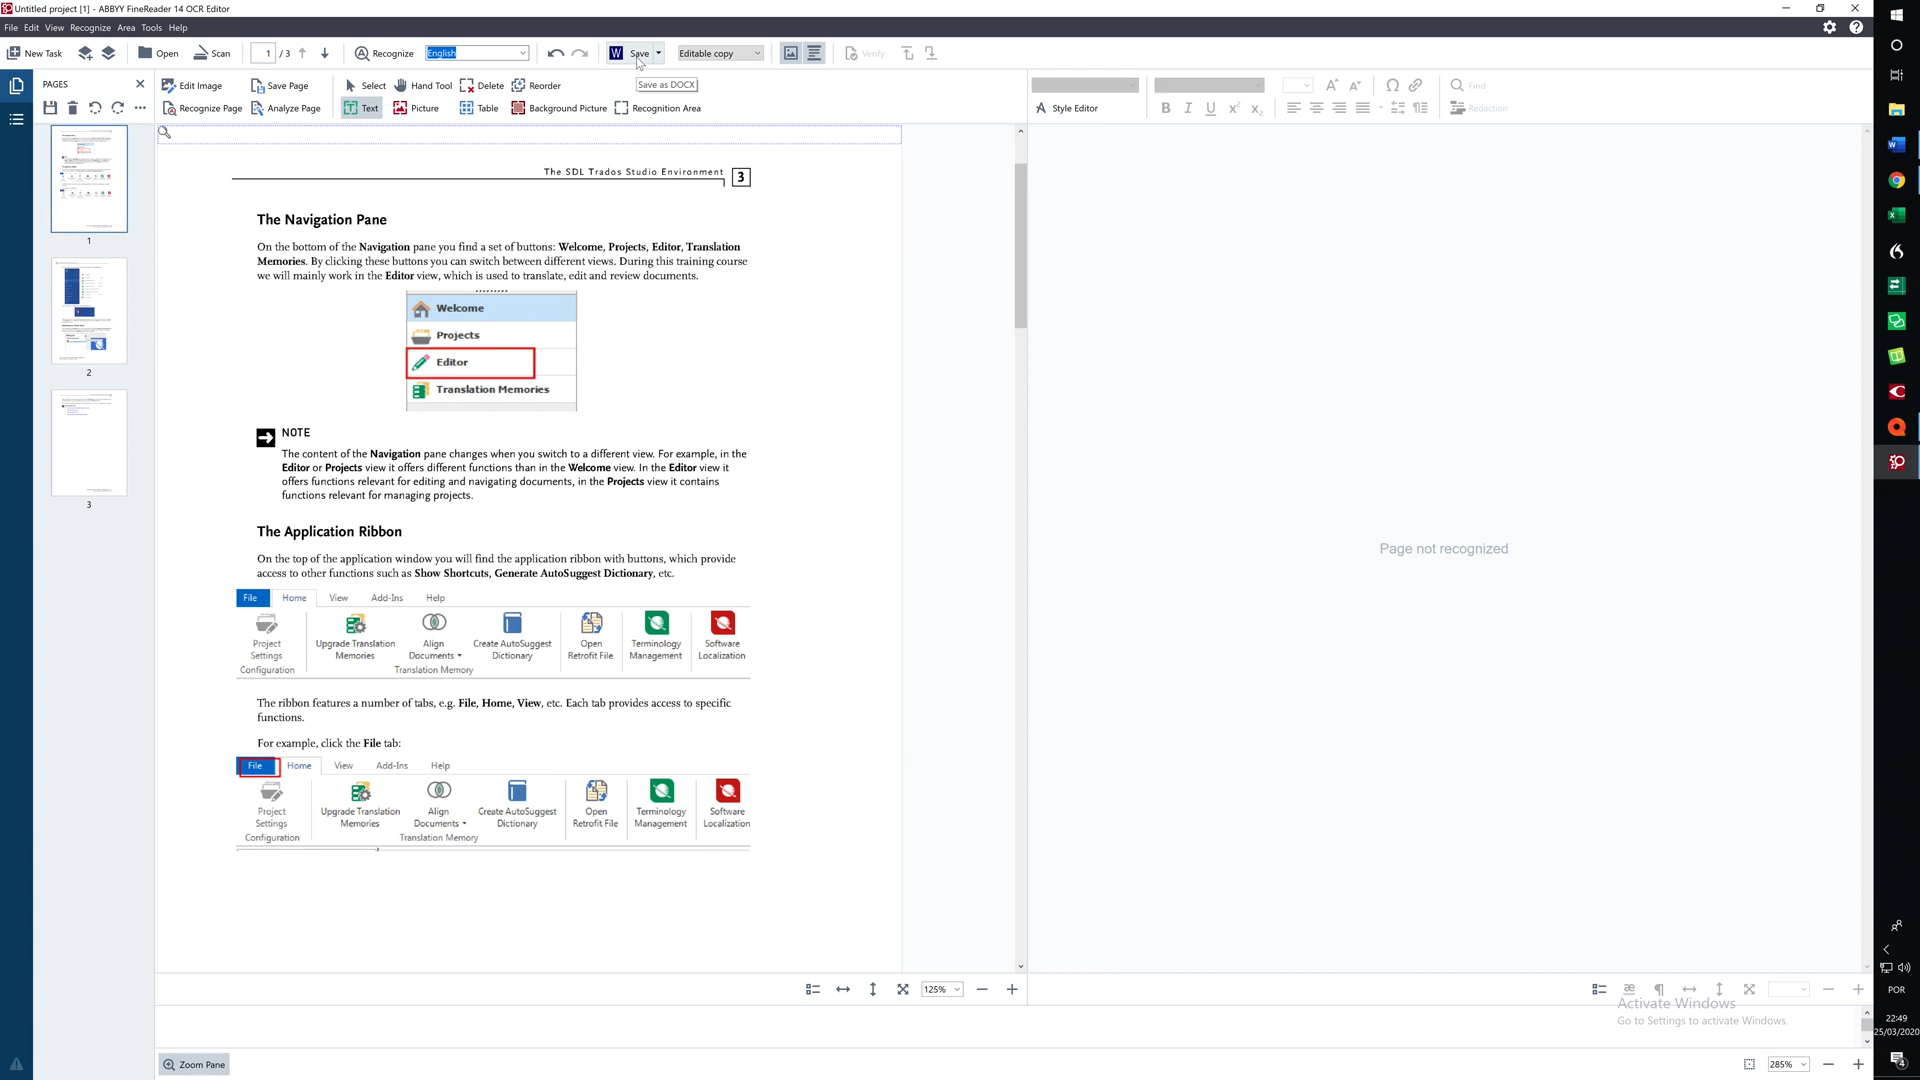 Untitled project [1] - ABBYY FineReader 14 OCR Editor
File Edit View Recognize Area Tools Help
New Task Open Scan 1 / 3 Recognize English Save Editable copy Verify
PAGES
Edit Image Save Page Select Hand Tool Delete Reorder Save as DOCX Find
Recognize Page Analyze Page Text Picture Table Background Picture Recognition Area Style Editor Redaction
1
2
3
The SDL Trados Studio Environment 3
The Navigation Pane
On the bottom of the Navigation pane you find a set of buttons: Welcome, Projects, Editor, Translation
Memories. By clicking these buttons you can switch between different views. During this training course
we will mainly work in the Editor view, which is used to translate, edit and review documents.
Welcome
Projects
Editor
Translation Memories
NOTE
The content of the Navigation pane changes when you switch to a different view. For example, in the
Editor or Projects view it offers different functions than in the Welcome view. In the Editor view it
offers functions relevant for editing and navigating documents, in the Projects view it contains
functions relevant for managing projects.
The Application Ribbon
On the top of the application window you will find the application ribbon with buttons, which provide
access to other functions such as Show Shortcuts, Generate AutoSuggest Dictionary, etc.
File Home View Add-Ins Help
Project Upgrade Translation Align Create AutoSuggest Open Terminology Software
Settings Memories Documents Dictionary Retrofit File Management Localization
Configuration Translation Memory
The ribbon features a number of tabs, e.g. File, Home, View, etc. Each tab provides access to specific
functions.
For example, click the File tab:
File Home View Add-Ins Help
Project Upgrade Translation Align Create AutoSuggest Open Terminology Software
Settings Memories Documents Dictionary Retrofit File Management Localization
Configuration Translation Memory
Page not recognized
125%
Activate Windows
Go to Settings to activate Windows.
Zoom Pane
285%
POR
22:49
25/03/2020
4